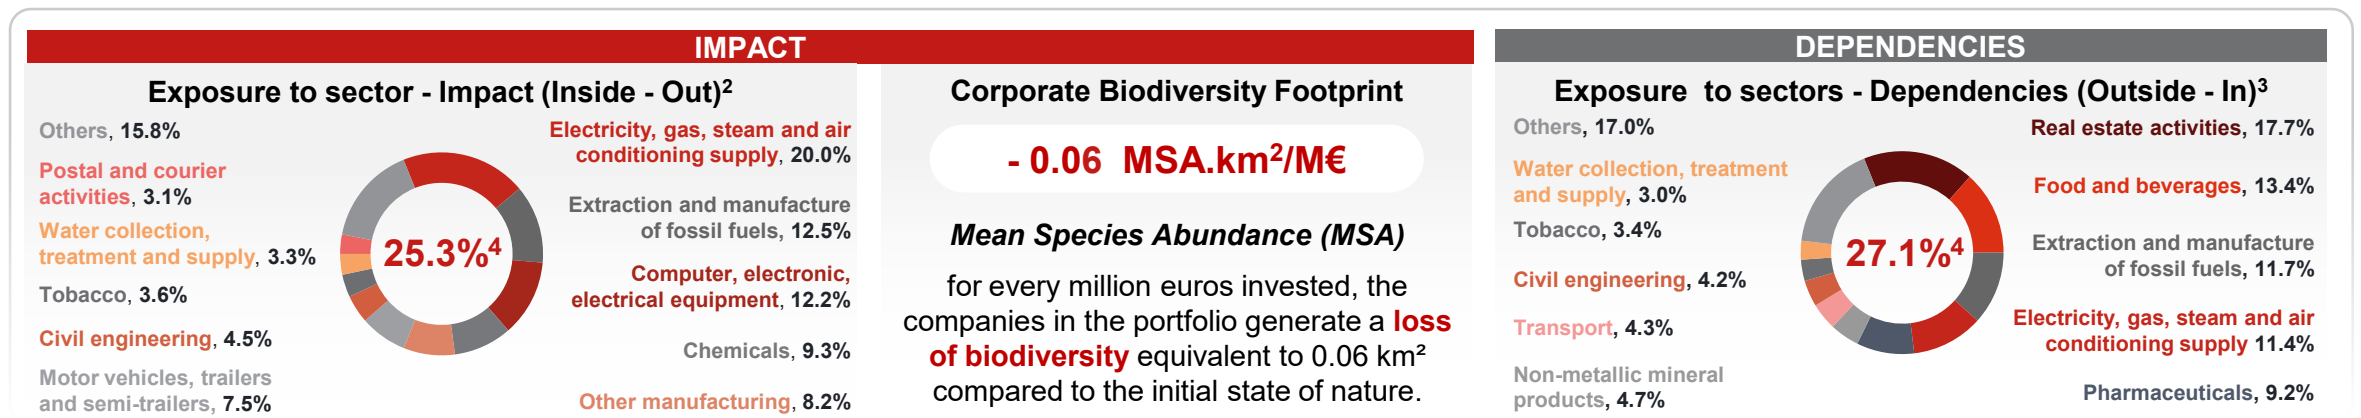 IMPACT
Exposure to sector - Impact (Inside - Out)²
Others, 15.8%
Postal and courier
activities, 3.1%
Water collection,
treatment and supply, 3.3%
Tobacco, 3.6%
Civil engineering, 4.5%
Motor vehicles, trailers
and semi-trailers, 7.5%
25.3%⁴
Electricity, gas, steam and air
conditioning supply, 20.0%
Extraction and manufacture
of fossil fuels, 12.5%
Computer, electronic,
electrical equipment, 12.2%
Chemicals, 9.3%
Other manufacturing, 8.2%
Corporate Biodiversity Footprint
- 0.06 MSA.km²/M€
Mean Species Abundance (MSA)
for every million euros invested, the
companies in the portfolio generate a loss
of biodiversity equivalent to 0.06 km²
compared to the initial state of nature.
DEPENDENCIES
Exposure to sectors - Dependencies (Outside - In)³
Others, 17.0%
Water collection, treatment
and supply, 3.0%
Tobacco, 3.4%
Civil engineering, 4.2%
Transport, 4.3%
Non-metallic mineral
products, 4.7%
27.1%⁴
Real estate activities, 17.7%
Food and beverages, 13.4%
Extraction and manufacture
of fossil fuels, 11.7%
Electricity, gas, steam and air
conditioning supply 11.4%
Pharmaceuticals, 9.2%